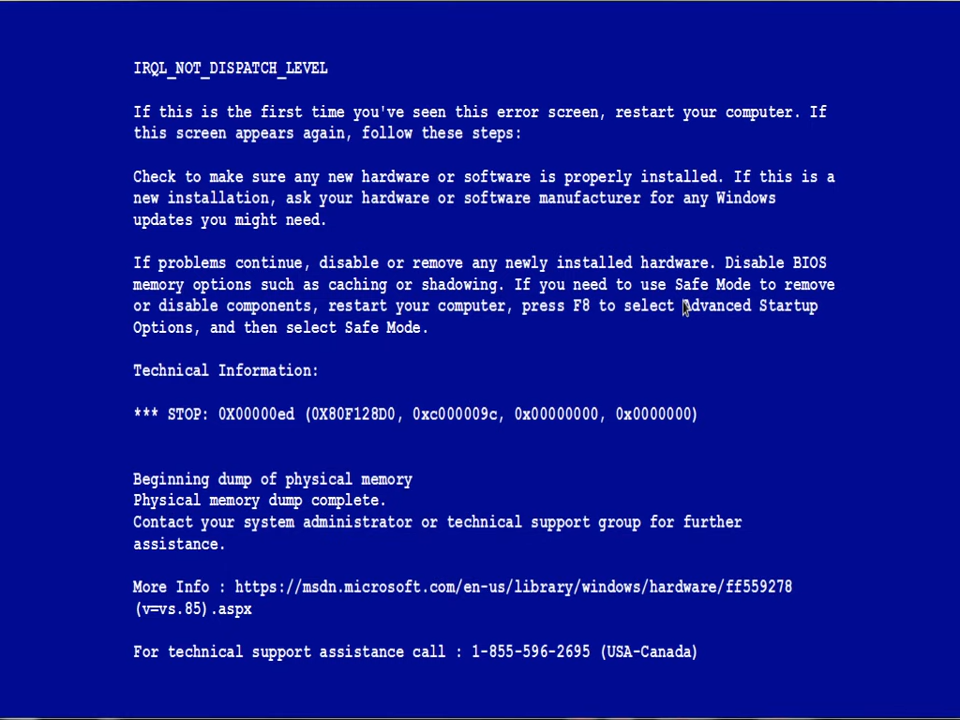 IRQL_NOT_DISPATCH_LEVEL
If this is the first time you've seen this error screen, restart your computer. If
this screen appears again, follow these steps:
Check to make sure any new hardware or software is properly installed. If this is a
new installation, ask your hardware or software manufacturer for any Windows
updates you might need.
If problems continue, disable or remove any newly installed hardware. Disable BIOS
memory options such as caching or shadowing. If you need to use Safe Mode to remove
or disable components, restart your computer, press F8 to select Advanced Startup
Options, and then select Safe Mode.
Technical Information:
*** STOP: 0X00000ed (0X80F128D0, 0xc000009c, 0x00000000, 0x0000000)
Beginning dump of physical memory
Physical memory dump complete.
Contact your system administrator or technical support group for further
assistance.
More Info : https://msdn.microsoft.com/en-us/library/windows/hardware/ff559278
(v=vs.85).aspx
For technical support assistance call : 1-855-596-2695 (USA-Canada)